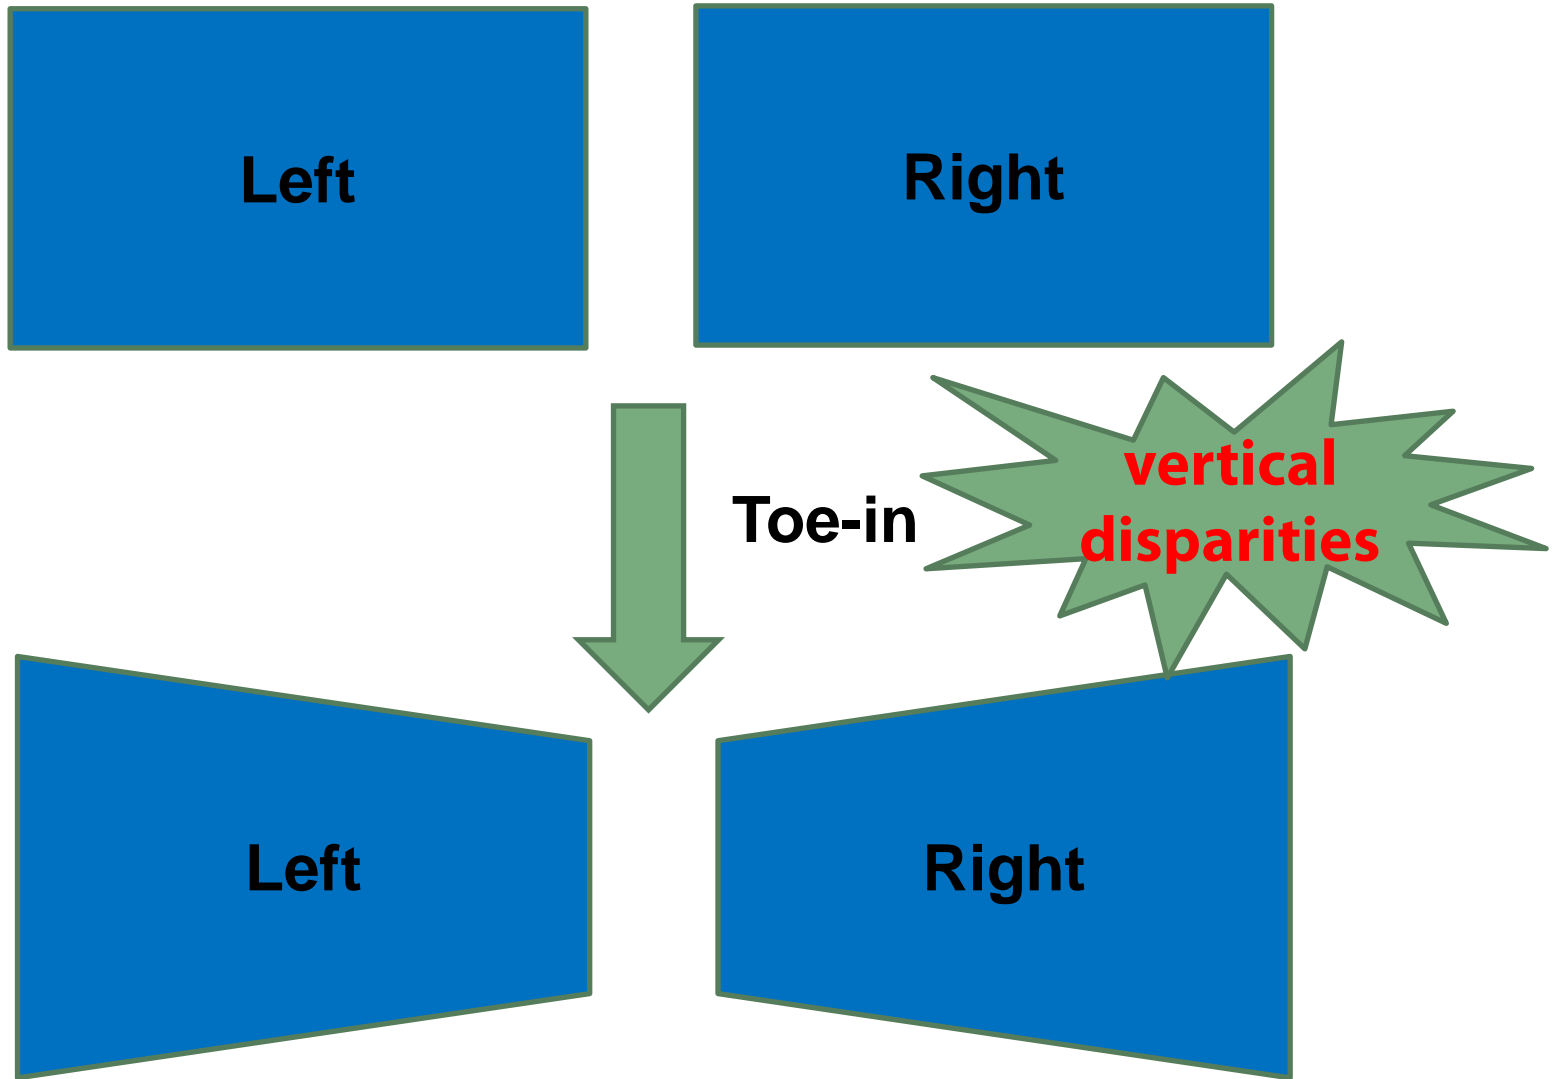 Left
Right
Toe-in
vertical
disparities
Left
Right